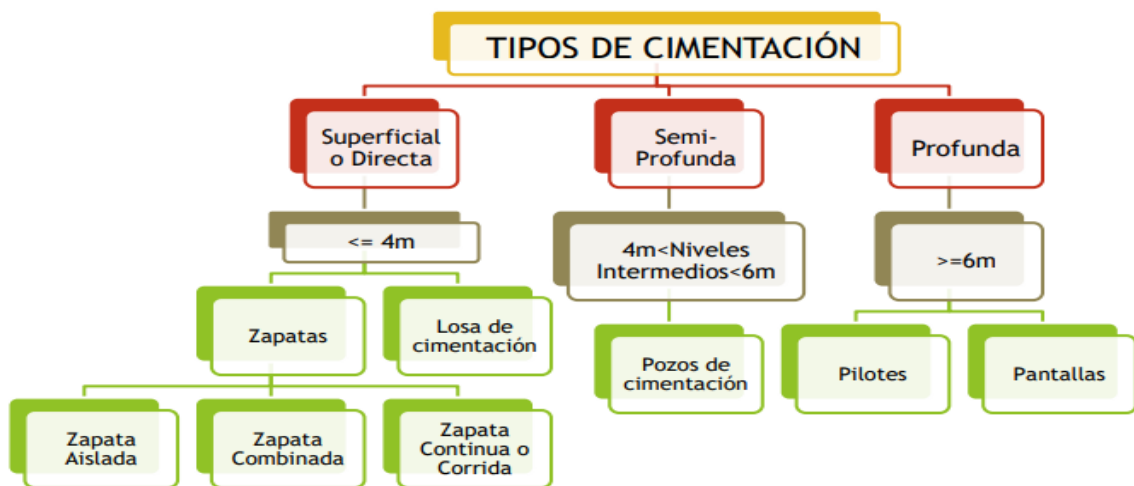 TIPOS DE CIMENTACIÓN
Superficial
o Directa
Semi-
Profunda
Profunda
<= 4m
4m<Niveles
Intermedios<6m
>=6m
Zapatas
Losa de
cimentación
Pozos de
cimentación
Pilotes
Pantallas
Zapata
Aislada
Zapata
Combinada
Zapata
Continua o
Corrida